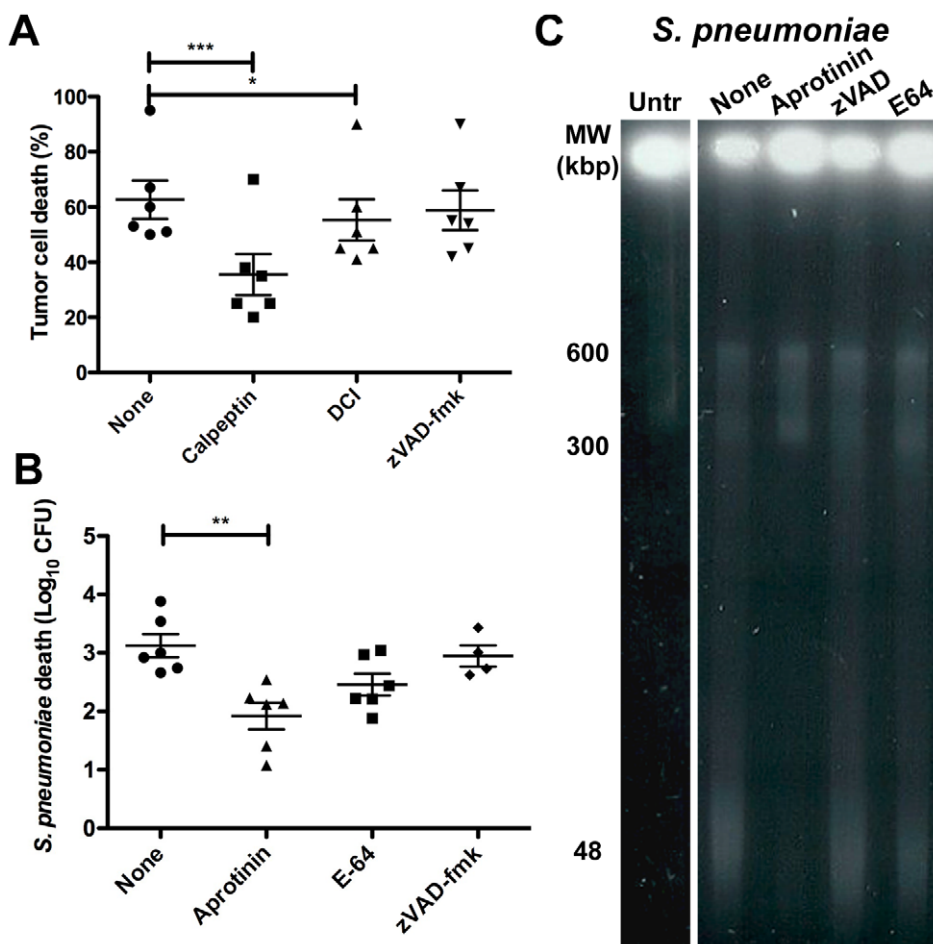 A
***
*
Tumor cell death (%)
100
80
60
40
20
0
None
Calpeptin
DCI
zVAD-fmk
B
**
S. pneumoniae death (Log10 CFU)
5
4
3
2
1
0
None
Aprotinin
E-64
zVAD-fmk
C
S. pneumoniae
Untr
None
Aprotinin
zVAD
E64
MW
(kbp)
600
300
48